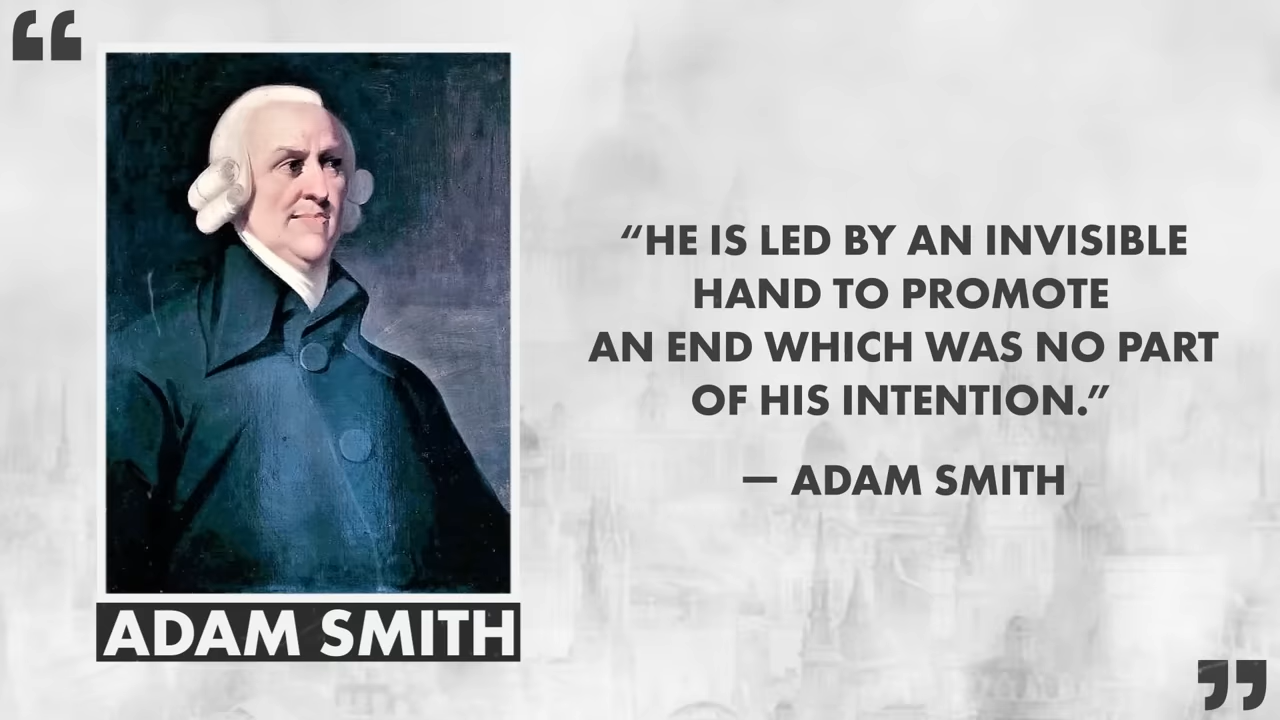 “HE IS LED BY AN INVISIBLE
HAND TO PROMOTE
AN END WHICH WAS NO PART
OF HIS INTENTION.”
— ADAM SMITH
ADAM SMITH